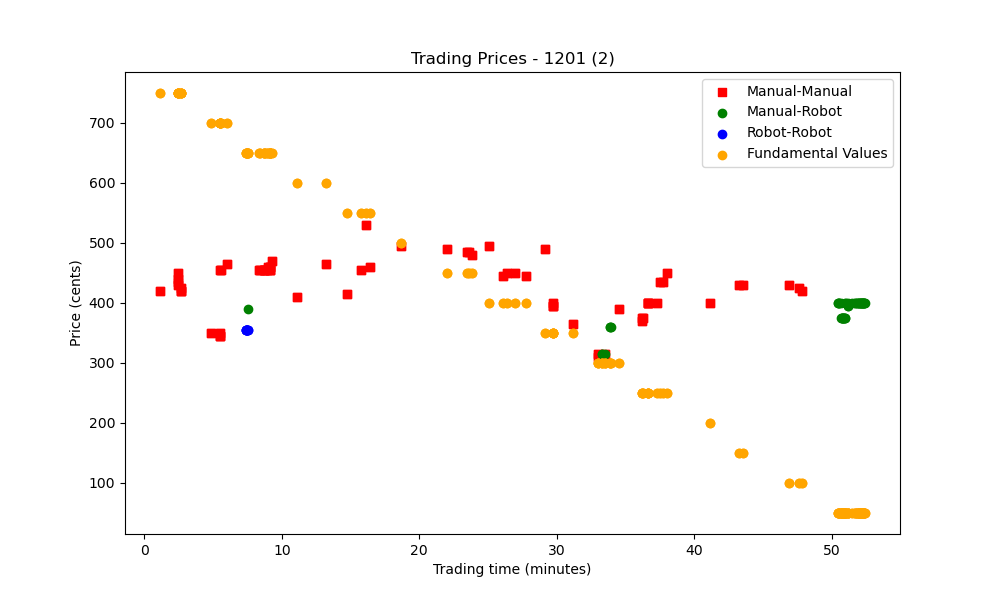 Trading Prices - 1201 (2)
Manual-Manual
Manual-Robot
Robot-Robot
Fundamental Values
Price (cents)
700
600
500
400
300
200
100
0 10 20 30 40 50
Trading time (minutes)